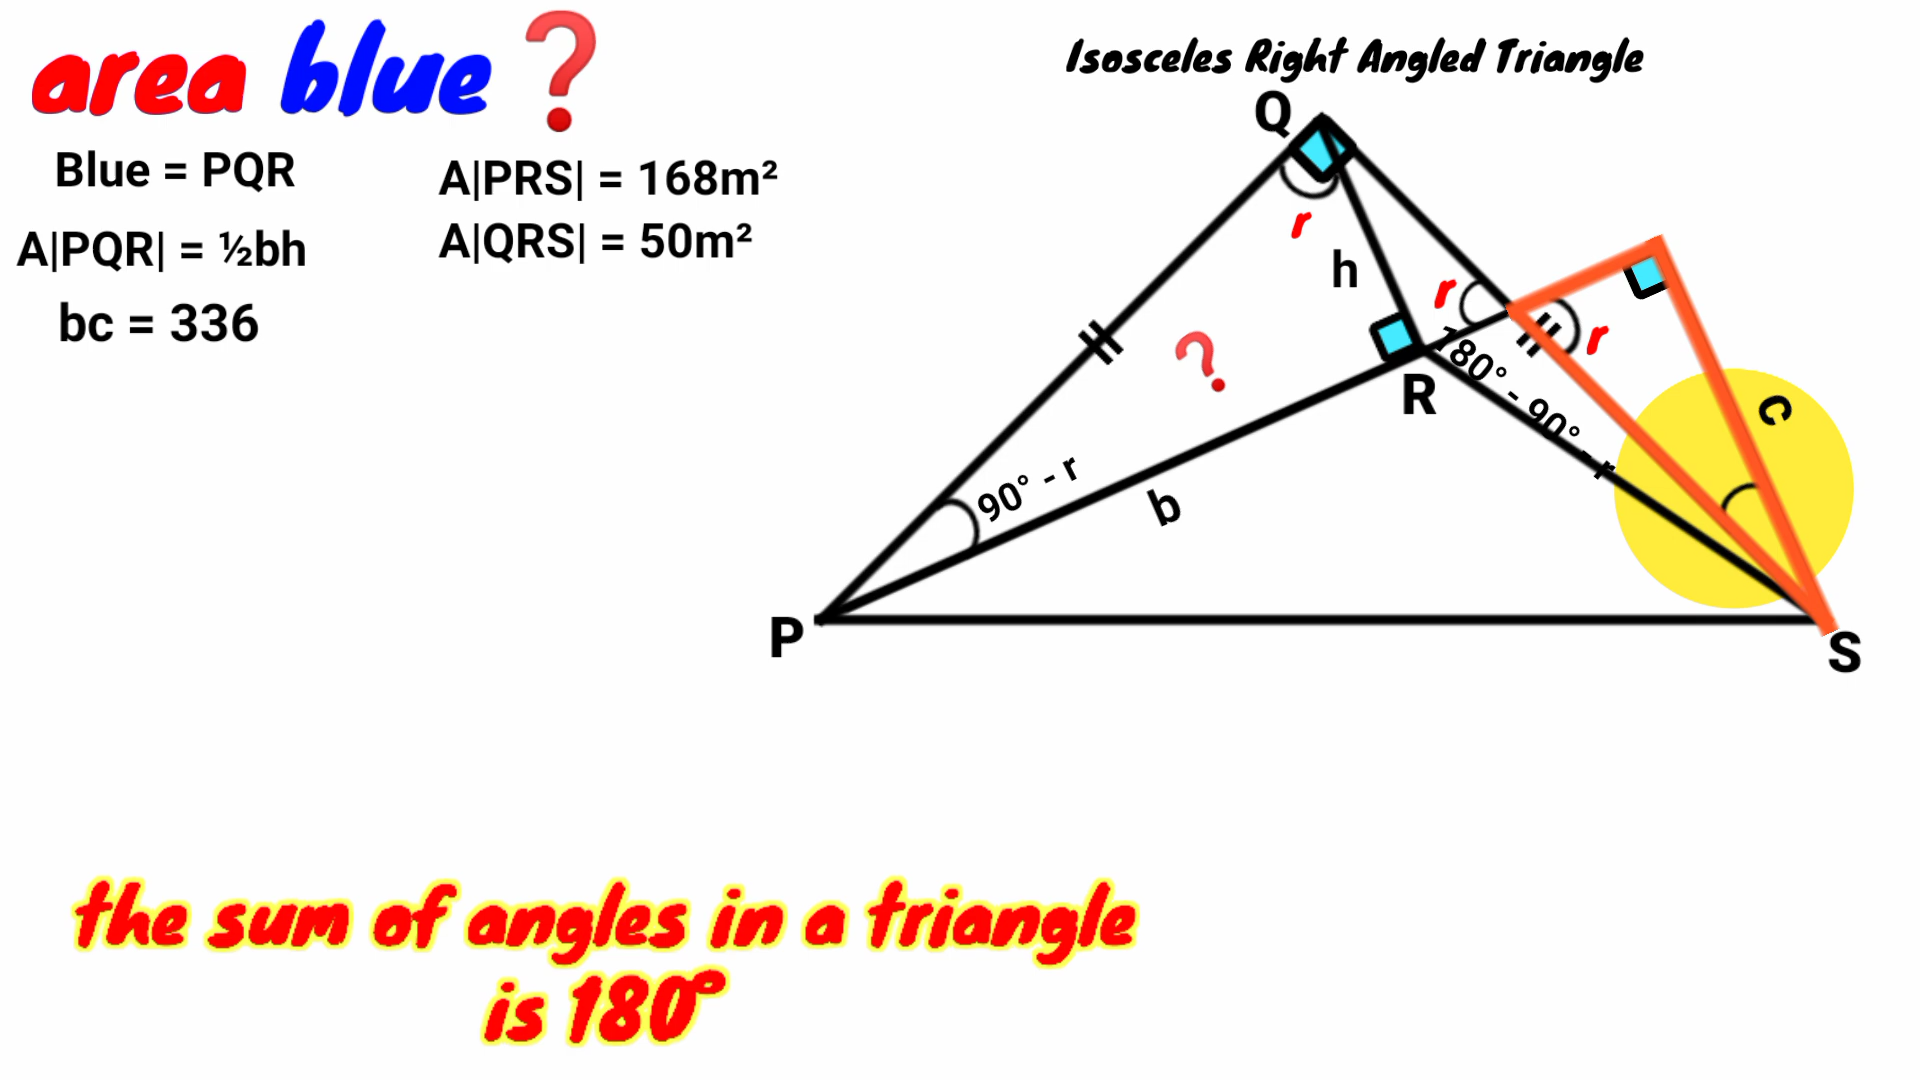 area blue ?
Isosceles Right Angled Triangle
Blue = PQR
A|PRS| = 168m²
A|PQR| = ½bh
A|QRS| = 50m²
bc = 336
Q
r
h
r
r
?
R
180° - 90° - r
c
90° - r
b
P
S
the sum of angles in a triangle
is 180°